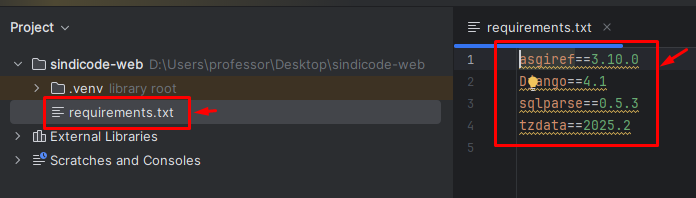 Project
sindicode-web D:\Users\professor\Desktop\sindicode-web
.venv library root
requirements.txt
External Libraries
Scratches and Consoles
requirements.txt
1 asgiref==3.10.0
2 Django==4.1
3 sqlparse==0.5.3
4 tzdata==2025.2
5